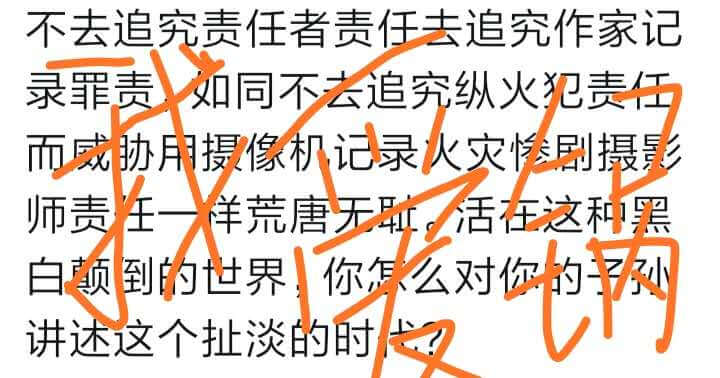 不去追究责任者责任去追究作家记
录罪责,如同不去追究纵火犯责任
而威胁用摄像机记录火灾惨剧摄影
师责任一样荒唐无耻。活在这种黑
白颠倒的世界,你怎么对你的子孙
讲述这个扯淡的时代?
我爱锅